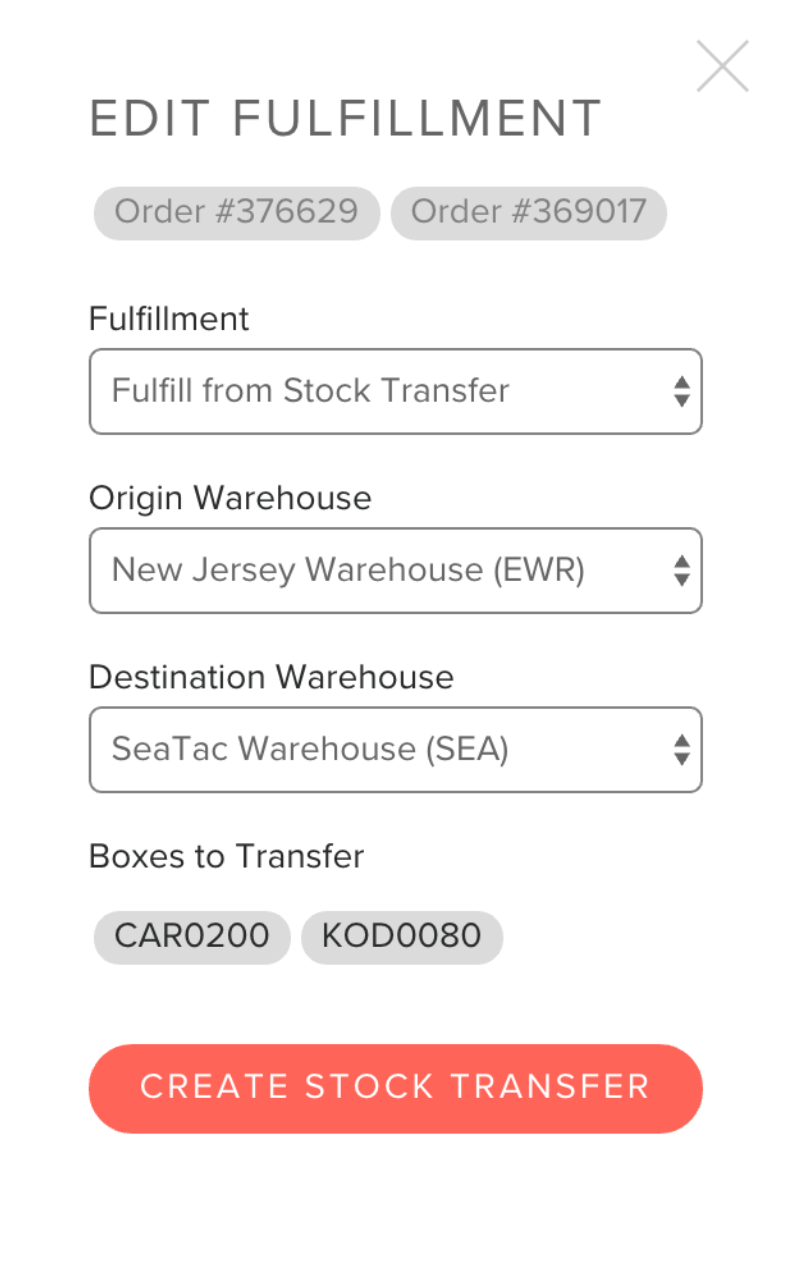 EDIT FULFILLMENT
Order #376629 Order #369017
Fulfillment
Fulfill from Stock Transfer
Origin Warehouse
New Jersey Warehouse (EWR)
Destination Warehouse
SeaTac Warehouse (SEA)
Boxes to Transfer
CAR0200 KOD0080
CREATE STOCK TRANSFER